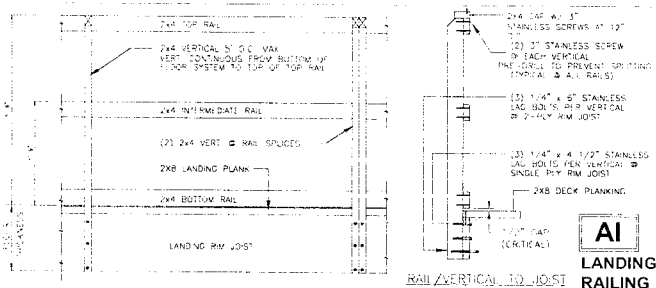 2x4 TOP RAIL
2x4 VERTICAL 5' O.C. MAX
VERT CONTINUOUS FROM BOTTOM OF
FLOOR SYSTEM TO TOP OF TOP RAIL
2x4 INTERMEDIATE RAIL
(2) 2x4 VERT @ RAIL SPLICES
2X8 LANDING PLANK
2x4 BOTTOM RAIL
LANDING RIM JOIST
2X4 CAP W/ 3"
STAINLESS SCREWS AT 12"
(2) 3" STAINLESS SCREW
@ EACH VERTICAL
PRE-DRILL TO PREVENT SPLITTING
(TYPICAL @ ALL RAILS)
(3) 1/4" x 6" STAINLESS
LAG BOLTS PER VERTICAL
@ 2-PLY RIM JOIST
(3) 1/4" x 4 1/2" STAINLESS
LAG BOLTS PER VERTICAL @
SINGLE PLY RIM JOIST
2X8 DECK PLANKING
1/2" GAP
(CRITICAL)
RAIL/VERTICAL TO JOIST
AI
LANDING
RAILING